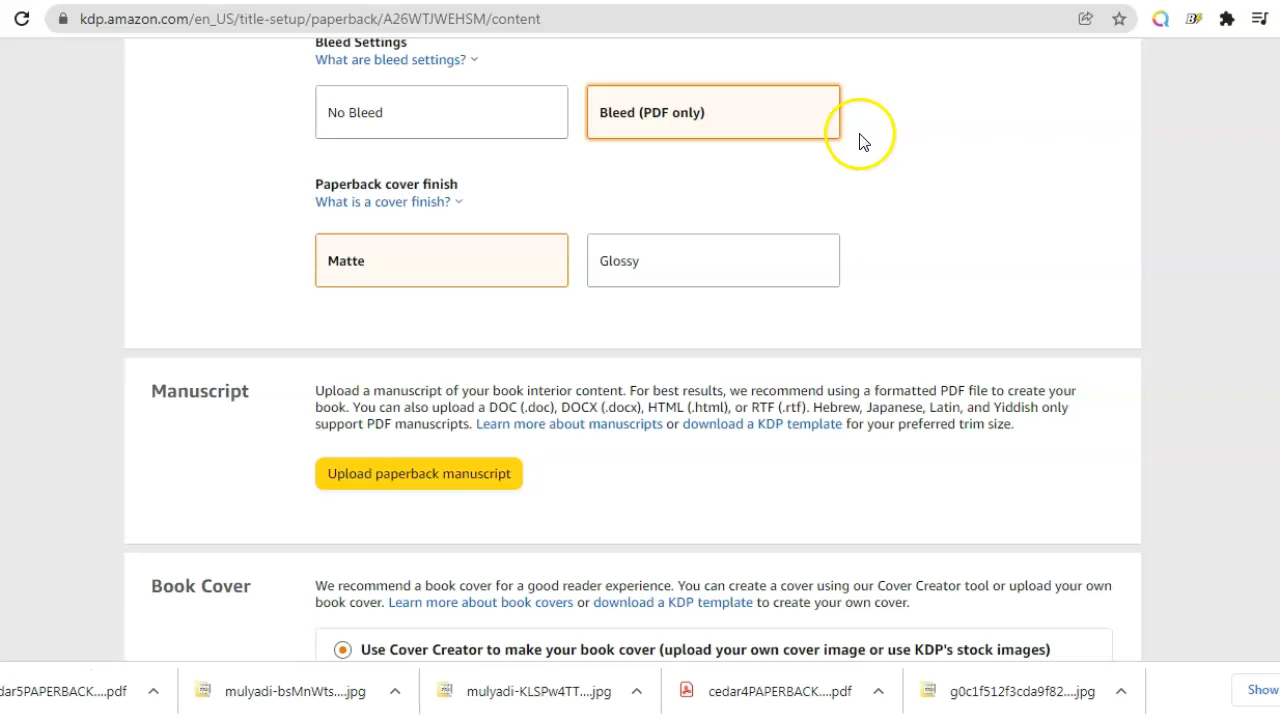 kdp.amazon.com/en_US/title-setup/paperback/A26WTJWEHSM/content
Bleed Settings
What are bleed settings?
No Bleed
Bleed (PDF only)
Paperback cover finish
What is a cover finish?
Matte
Glossy
Manuscript
Upload a manuscript of your book interior content. For best results, we recommend using a formatted PDF file to create your
book. You can also upload a DOC (.doc), DOCX (.docx), HTML (.html), or RTF (.rtf). Hebrew, Japanese, Latin, and Yiddish only
support PDF manuscripts. Learn more about manuscripts or download a KDP template for your preferred trim size.
Upload paperback manuscript
Book Cover
We recommend a book cover for a good reader experience. You can create a cover using our Cover Creator tool or upload your own
book cover. Learn more about book covers or download a KDP template to create your own cover.
Use Cover Creator to make your book cover (upload your own cover image or use KDP's stock images)
dar5PAPERBACK....pdf
mulyadi-bsMnWts....jpg
mulyadi-KLSPw4TT....jpg
cedar4PAPERBACK....pdf
g0c1f512f3cda9f82....jpg
Show